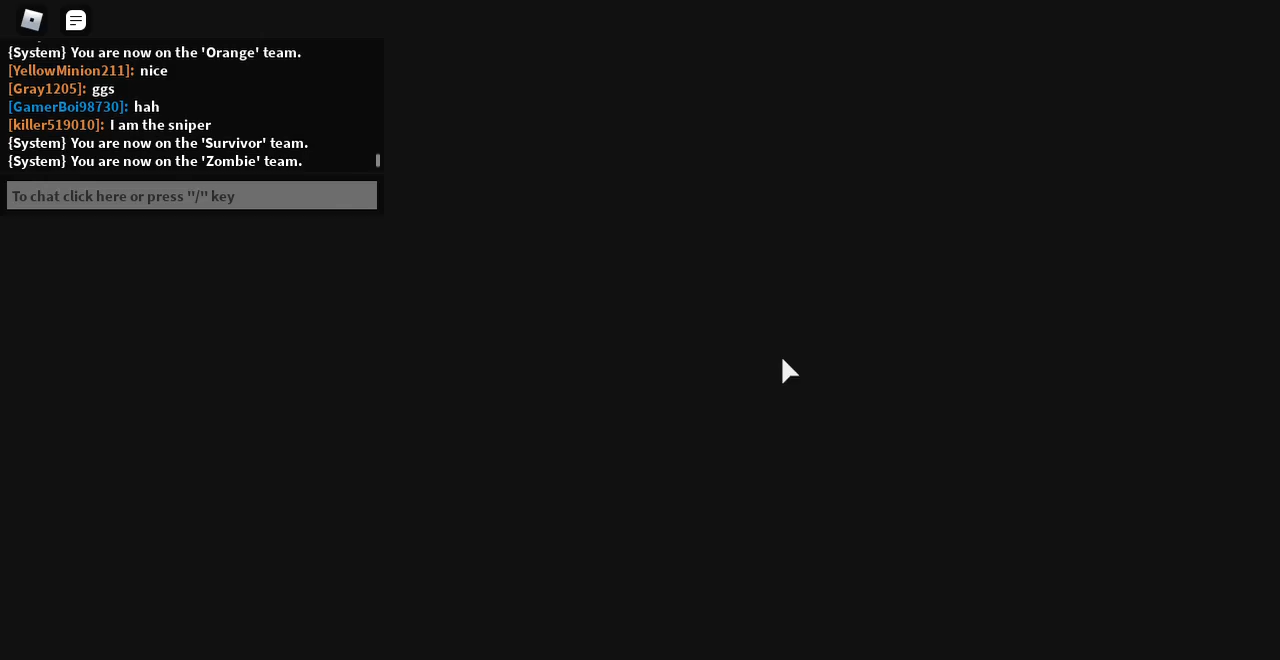 {System} You are now on the 'Orange' team.
[YellowMinion211]: nice
[Gray1205]: ggs
[GamerBoi98730]: hah
[killer519010]: I am the sniper
{System} You are now on the 'Survivor' team.
{System} You are now on the 'Zombie' team.
To chat click here or press "/" key